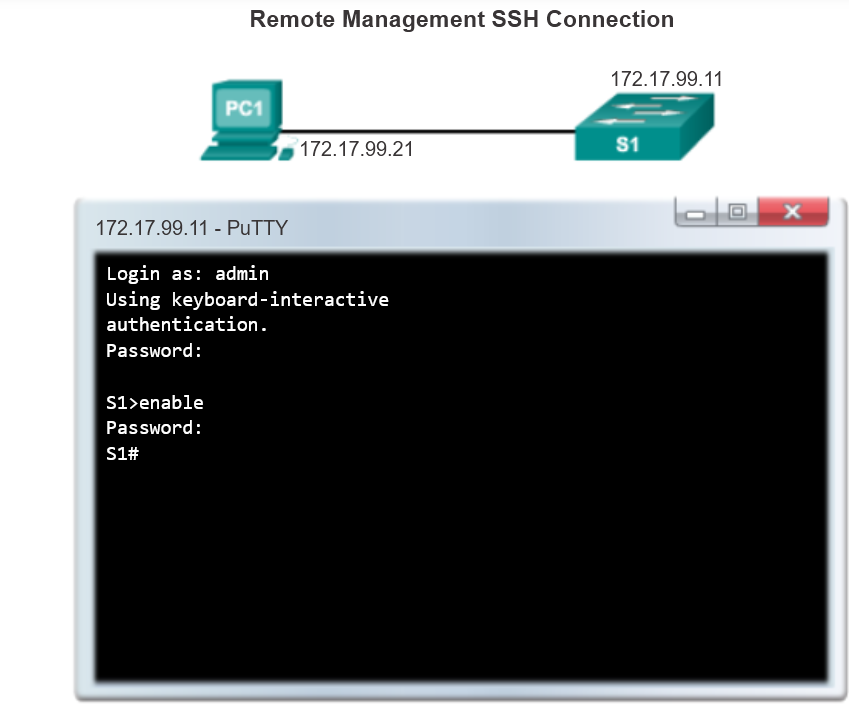 Remote Management SSH Connection
172.17.99.11
PC1
172.17.99.21
S1
172.17.99.11 - PuTTY
Login as: admin
Using keyboard-interactive
authentication.
Password:
S1>enable
Password:
S1#